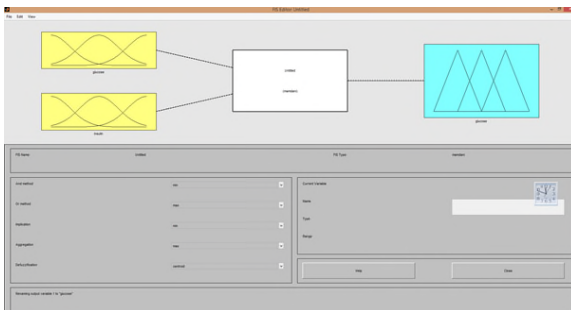 FIS Editor: Untitled
File Edit View
glucose
insulin
Untitled
(mamdani)
glucose
FIS Name: Untitled FIS Type: mamdani
And method min
Or method max
Implication min
Aggregation max
Defuzzification centroid
Current Variable
Name
Type
Range
Help Close
Renaming output variable 1 to "glucose"